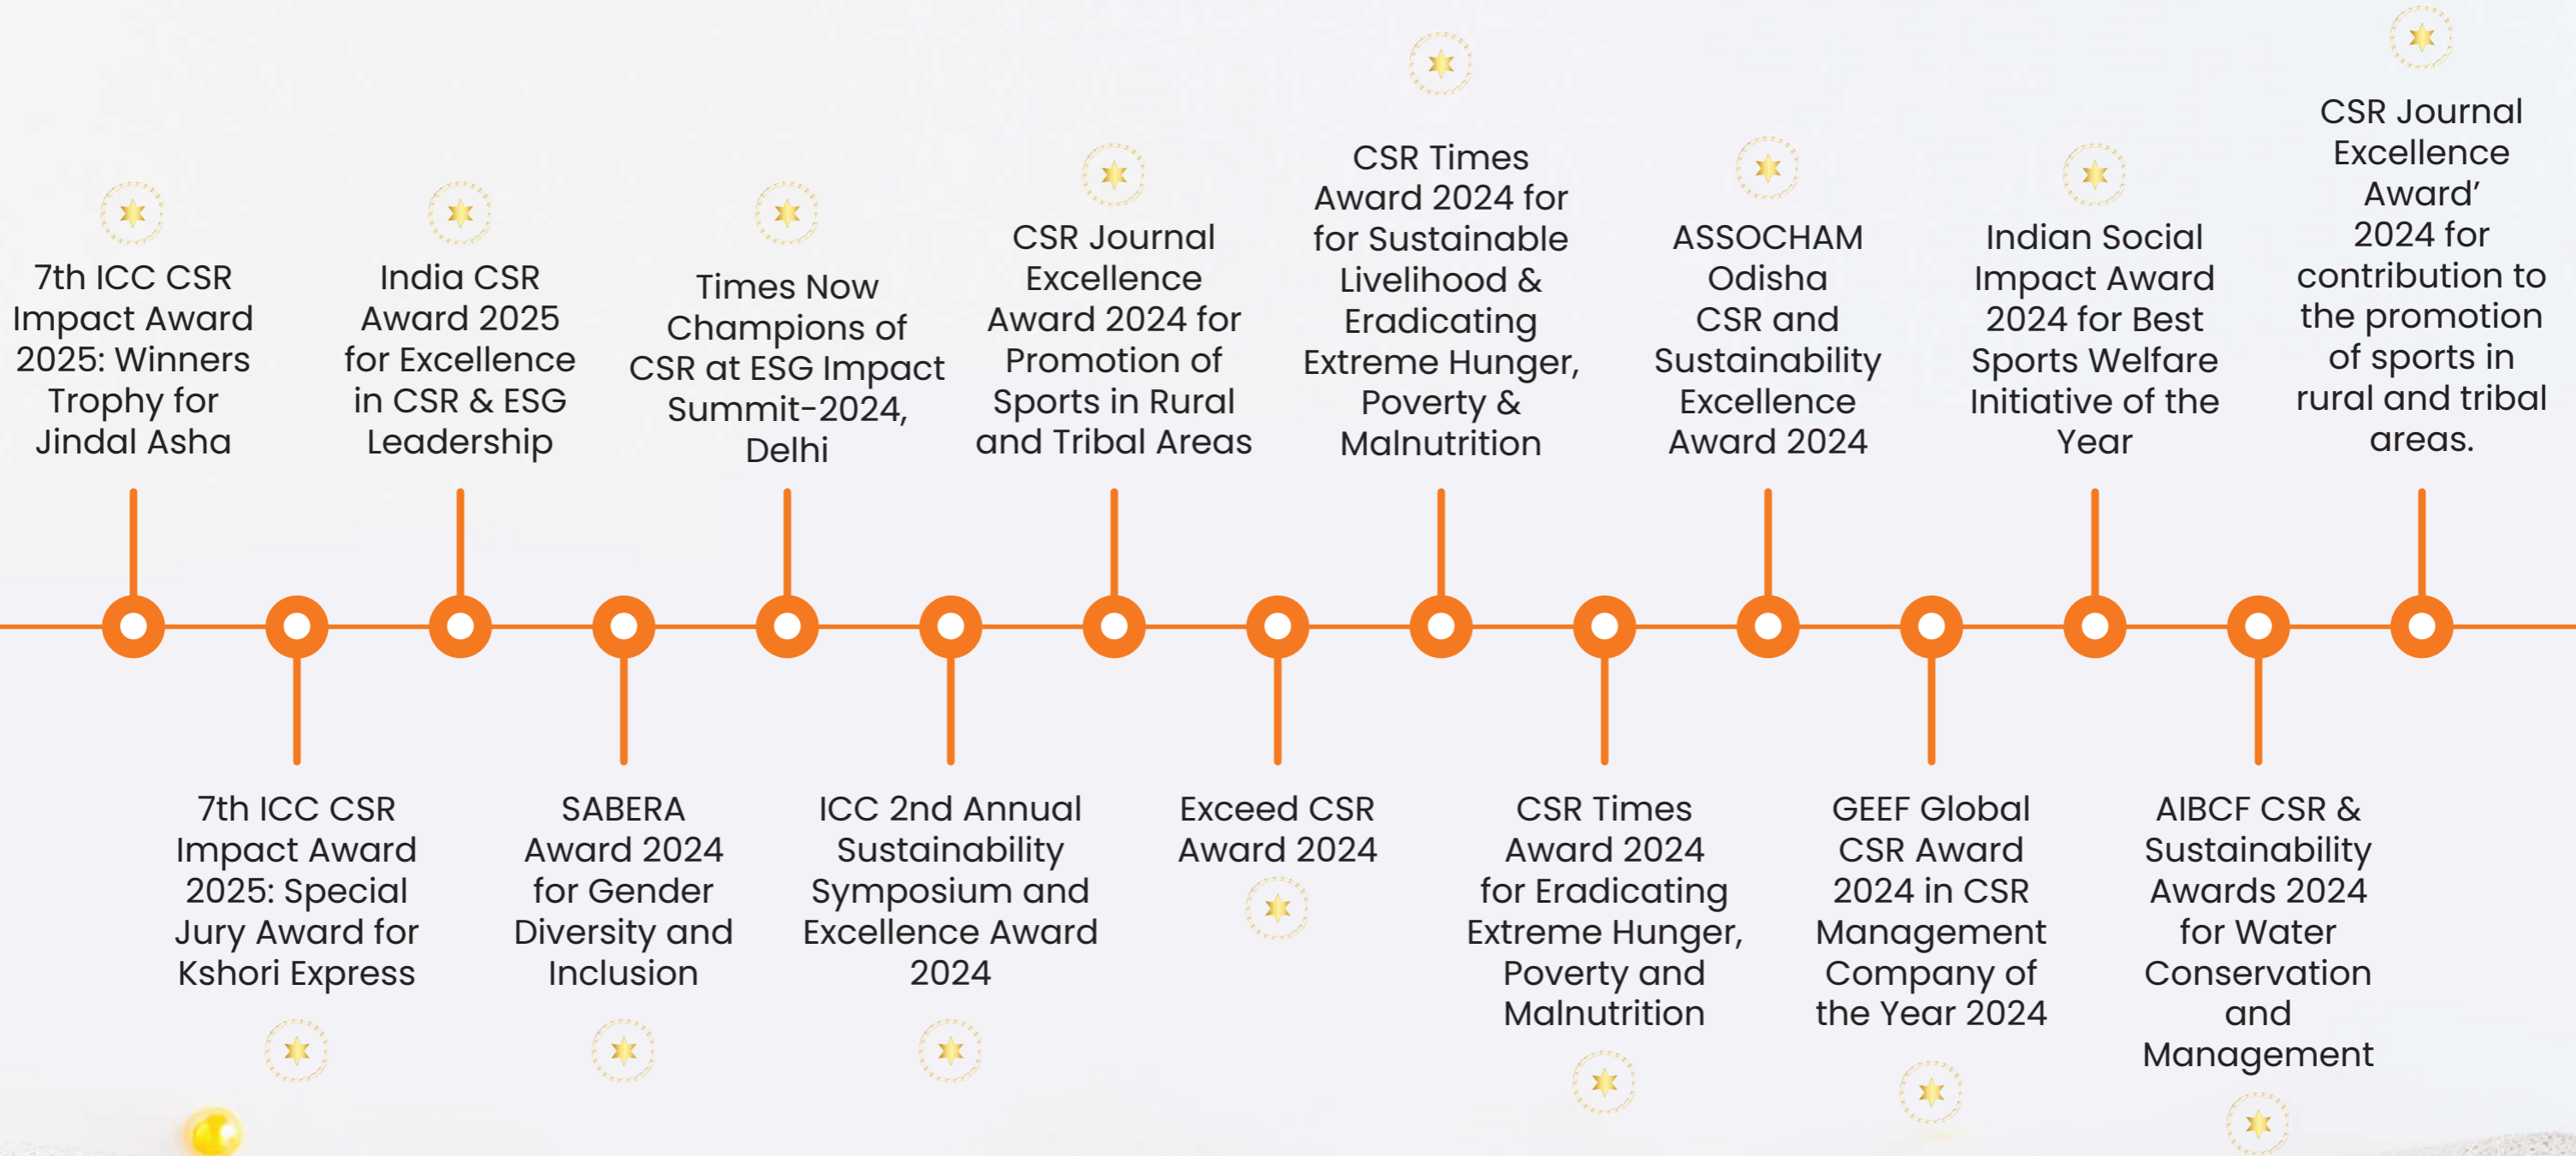 7th ICC CSR
Impact Award
2025: Winners
Trophy for
Jindal Asha
India CSR
Award 2025
for Excellence
in CSR & ESG
Leadership
Times Now
Champions of
CSR at ESG Impact
Summit-2024,
Delhi
CSR Journal
Excellence
Award 2024 for
Promotion of
Sports in Rural
and Tribal Areas
CSR Times
Award 2024 for
for Sustainable
Livelihood &
Eradicating
Extreme Hunger,
Poverty &
Malnutrition
ASSOCHAM
Odisha
CSR and
Sustainability
Excellence
Award 2024
Indian Social
Impact Award
2024 for Best
Sports Welfare
Initiative of the
Year
CSR Journal
Excellence
Award’
2024 for
contribution to
the promotion
of sports in
rural and tribal
areas.
7th ICC CSR
Impact Award
2025: Special
Jury Award for
Kshori Express
SABERA
Award 2024
for Gender
Diversity and
Inclusion
ICC 2nd Annual
Sustainability
Symposium and
Excellence Award
2024
Exceed CSR
Award 2024
CSR Times
Award 2024
for Eradicating
Extreme Hunger,
Poverty and
Malnutrition
GEEF Global
CSR Award
2024 in CSR
Management
Company of
the Year 2024
AIBCF CSR &
Sustainability
Awards 2024
for Water
Conservation
and
Management